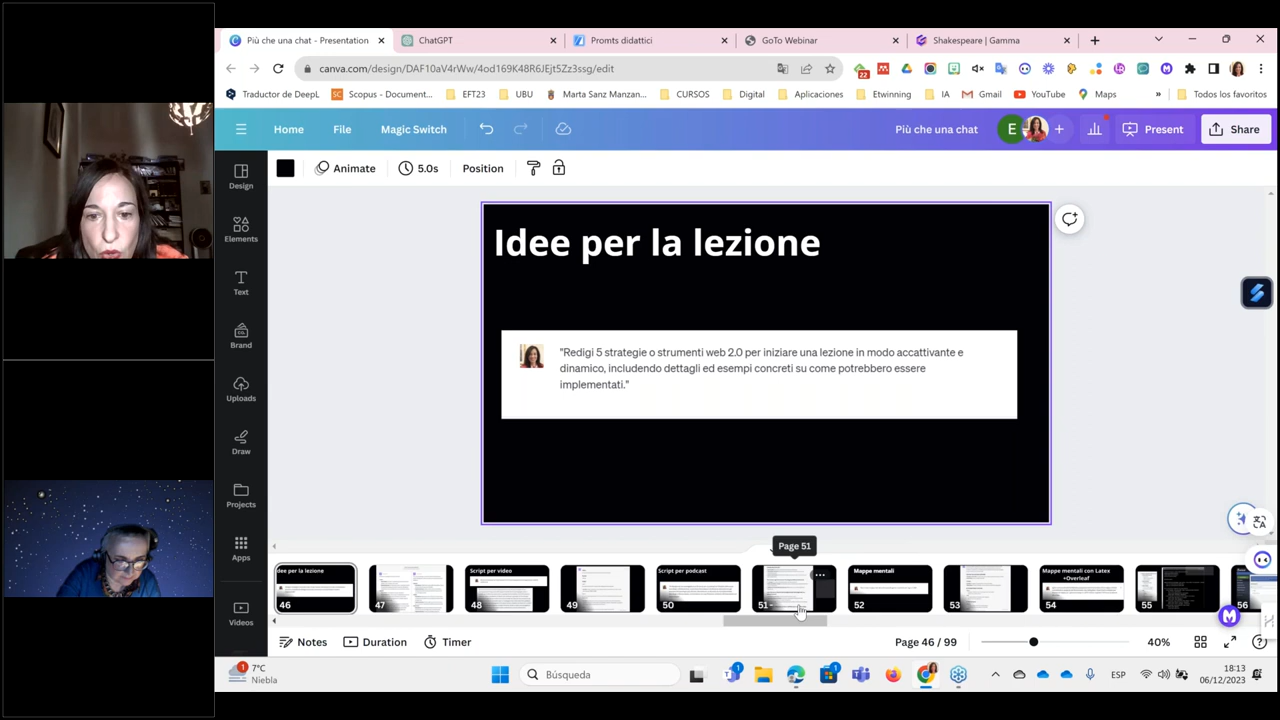 Più che una chat - Presentation
ChatGPT
Promts didattici
GoTo Webinar
Shakespeare | Gamma
canva.com/design/DAF10aV4rWw/4od169K48R6JEjt5Zz3ssg/edit
22
Traductor de DeepL
Scopus - Document...
EFT23
UBU
Marta Sanz Manzan...
CURSOS
Digital
Aplicaciones
Etwinning
IA
Gmail
YouTube
Maps
»
Todos los favoritos
Home
File
Magic Switch
Più che una chat
E
Present
Share
Animate
5.0s
Position
Design
Elements
Text
Brand
Uploads
Draw
Projects
Apps
Videos
Idee per la lezione
"Redigi 5 strategie o strumenti web 2.0 per iniziare una lezione in modo accattivante e
dinamico, includendo dettagli ed esempi concreti su come potrebbero essere
implementati."
Page 51
Idee per la lezione
46
47
Script per video
48
49
Script per podcast
50
51
Mappe mentali
52
53
Mappe mentali con Latex
+Overleaf
54
55
56
Notes
Duration
Timer
Page 46 / 99
40%
7°C
Niebla
Búsqueda
ESP
18:13
06/12/2023